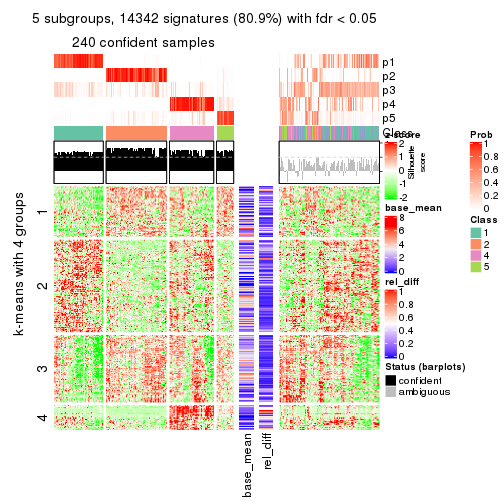 5 subgroups, 14342 signatures (80.9%) with fdr < 0.05
240 confident samples
p1
p2
p3
p4
p5
Class
z-score
2
1
0
-1
-2
Silhouette
score
base_mean
8
6
4
2
0
rel_diff
1
0.8
0.6
0.4
0.2
0
Status (barplots)
confident
ambiguous
Prob
1
0.8
0.6
0.4
0.2
0
Class
1
2
4
5
k-means with 4 groups
1
2
3
4
base_mean
rel_diff